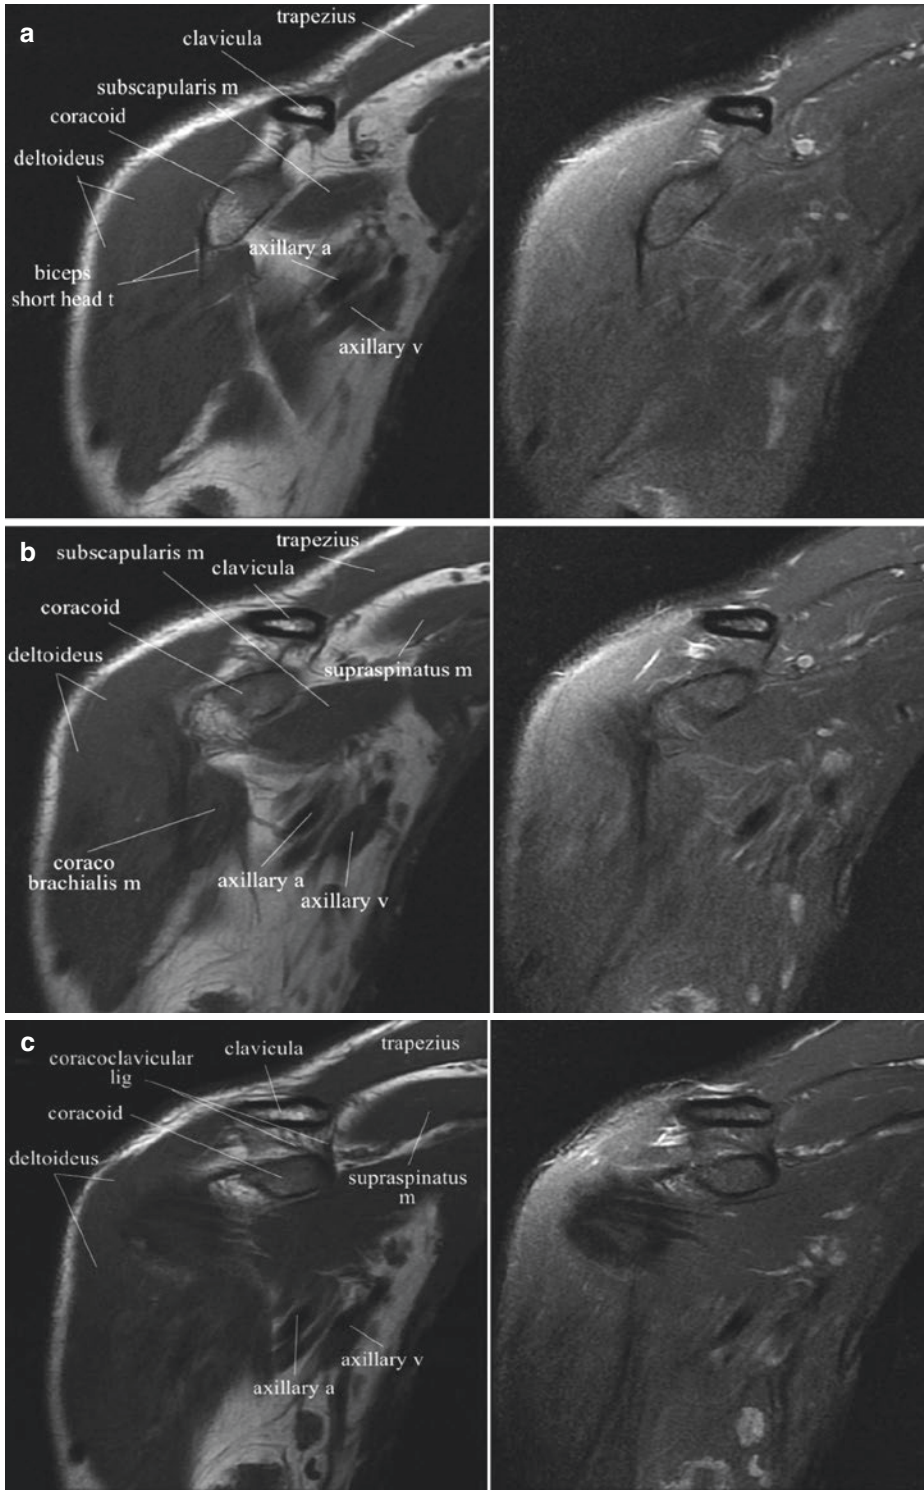 a
trapezius
clavicula
subscapularis m
coracoid
deltoideus
axillary a
biceps
short head t
axillary v
b
trapezius
subscapularis m
clavicula
coracoid
deltoideus
supraspinatus m
coraco
brachialis m
axillary a
axillary v
c
coracoclavicular
lig
clavicula
trapezius
coracoid
deltoideus
supraspinatus
m
axillary v
axillary a